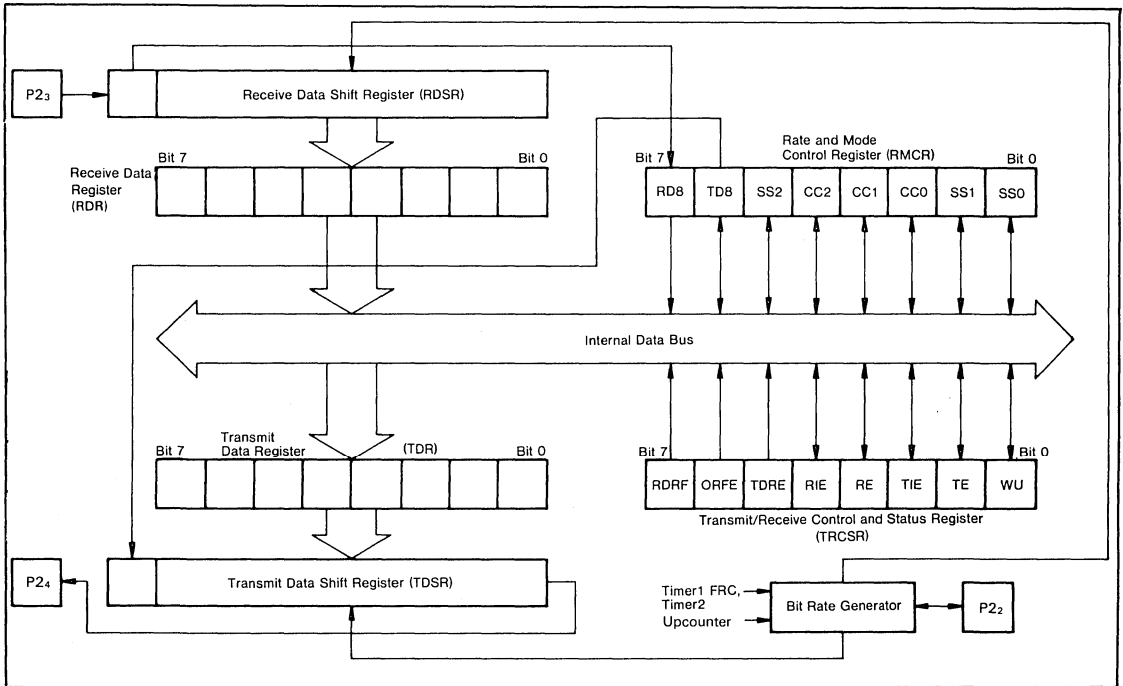 P2₃
Receive Data Shift Register (RDSR)
Bit 7
Bit 0
Receive Data
Register
(RDR)
Rate and Mode
Control Register (RMCR)
Bit 7
Bit 0
RD8 TD8 SS2 CC2 CC1 CC0 SS1 SS0
Internal Data Bus
Bit 7
Transmit
Data Register
(TDR)
Bit 0
Bit 7
Bit 0
RDRF ORFE TDRE RIE RE TIE TE WU
Transmit/Receive Control and Status Register
(TRCSR)
P2₄
Transmit Data Shift Register (TDSR)
Timer1 FRC,
Timer2
Upcounter
Bit Rate Generator
P2₂